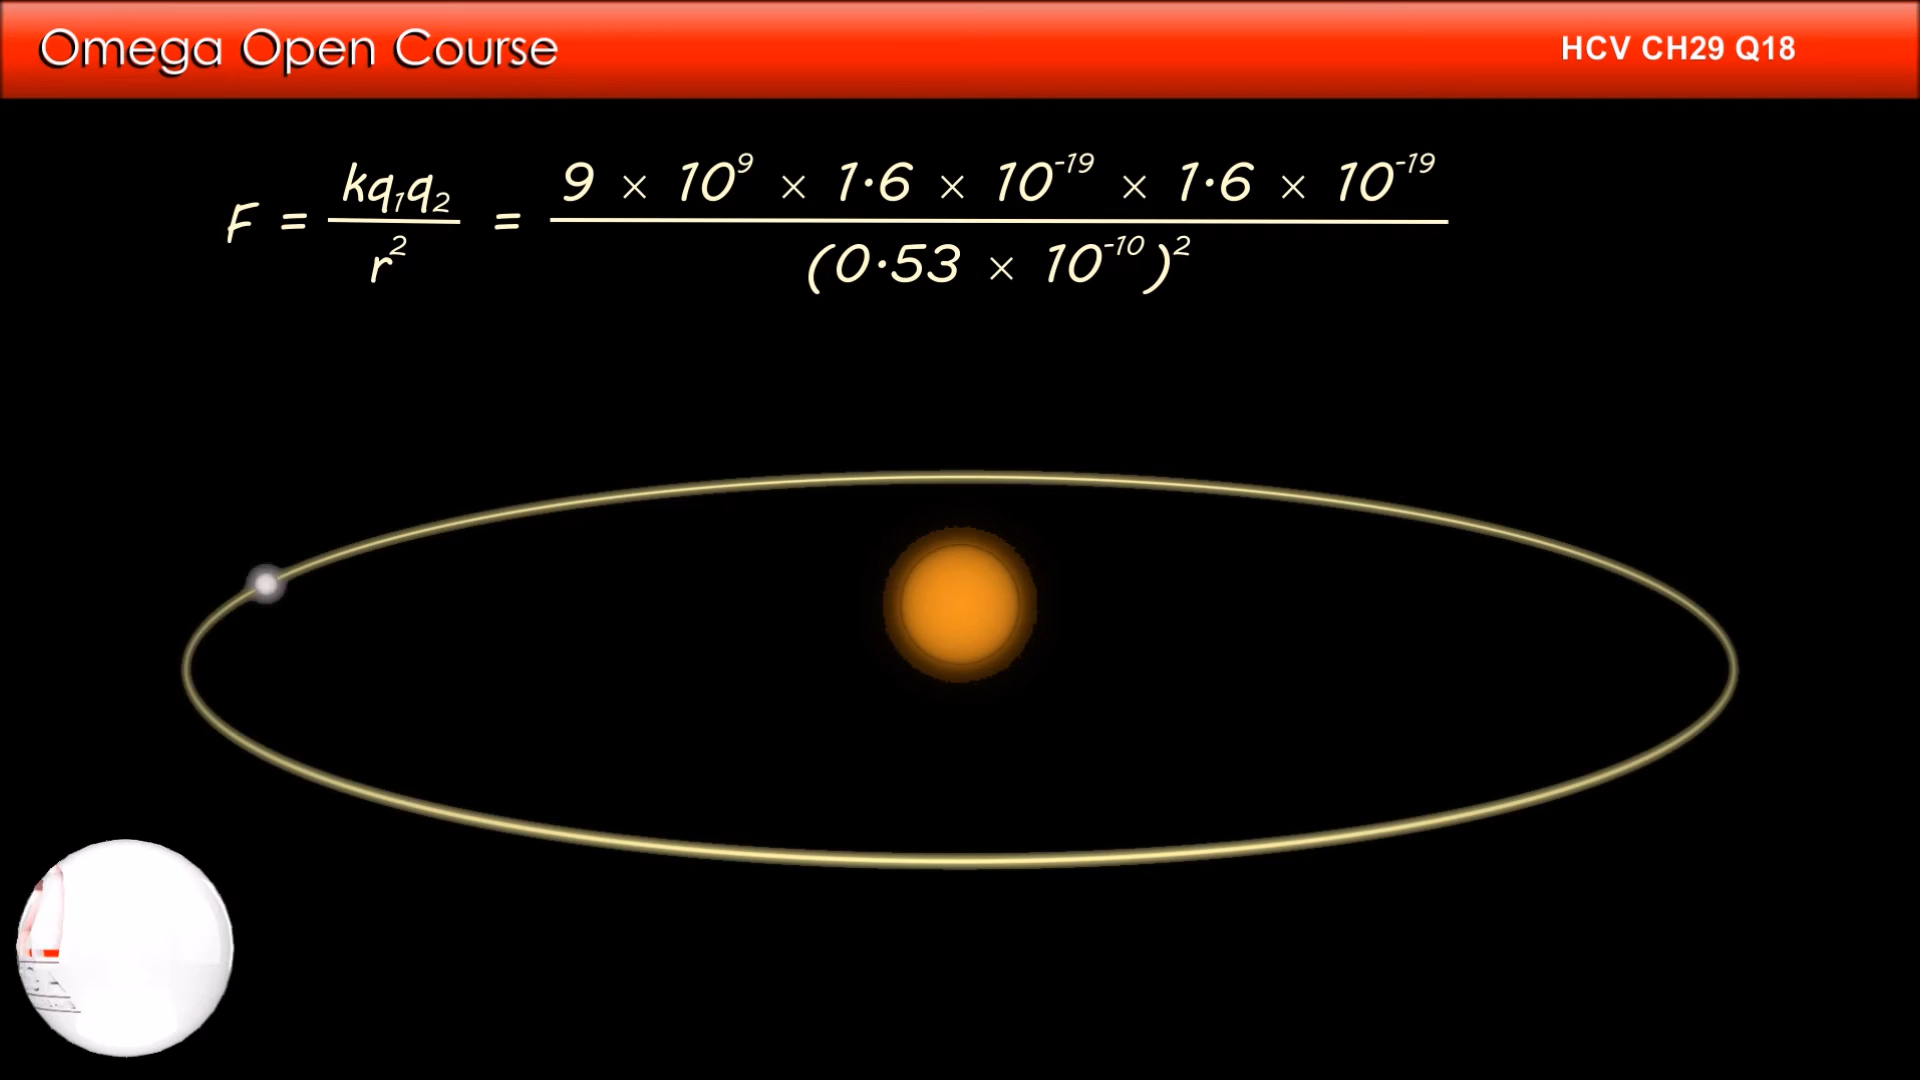 Omega Open Course
HCV CH29 Q18
F = kq₁q₂ / r² = 9 × 10⁹ × 1·6 × 10⁻¹⁹ × 1·6 × 10⁻¹⁹ / (0·53 × 10⁻¹⁰)²